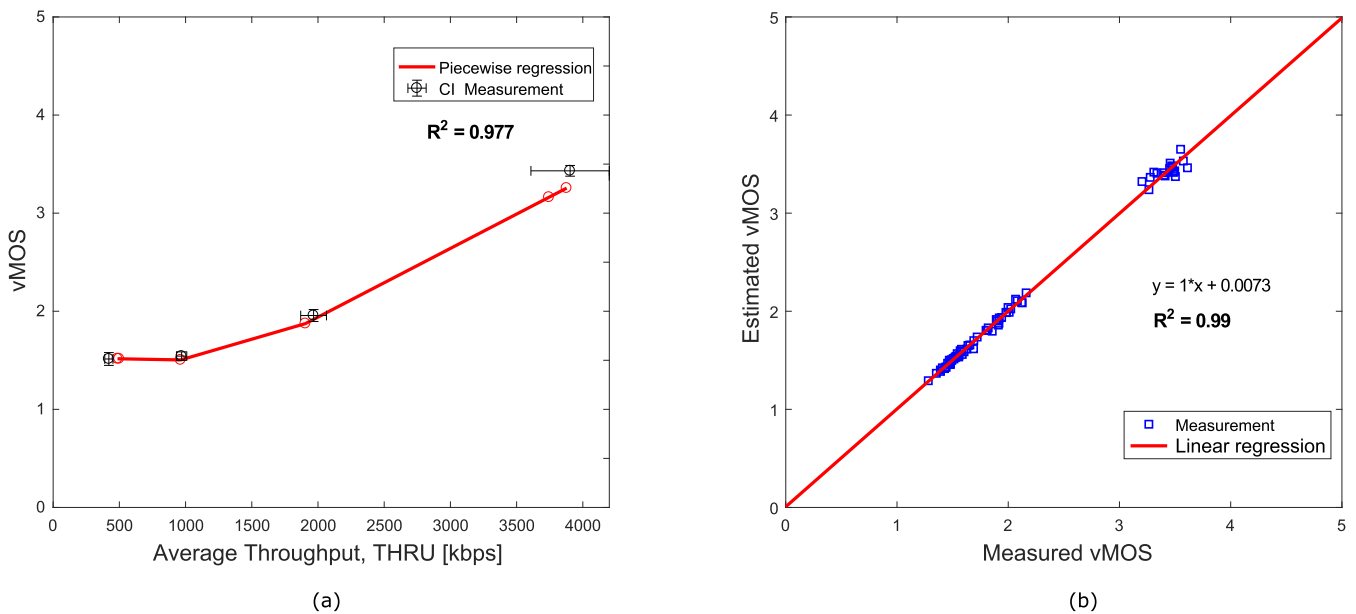 5
4
3
2
1
0
vMOS
Piecewise regression
CI Measurement
R² = 0.977
0 500 1000 1500 2000 2500 3000 3500 4000
Average Throughput, THRU [kbps]
(a)
5
4
3
2
1
0
Estimated vMOS
y = 1*x + 0.0073
R² = 0.99
Measurement
Linear regression
0 1 2 3 4 5
Measured vMOS
(b)